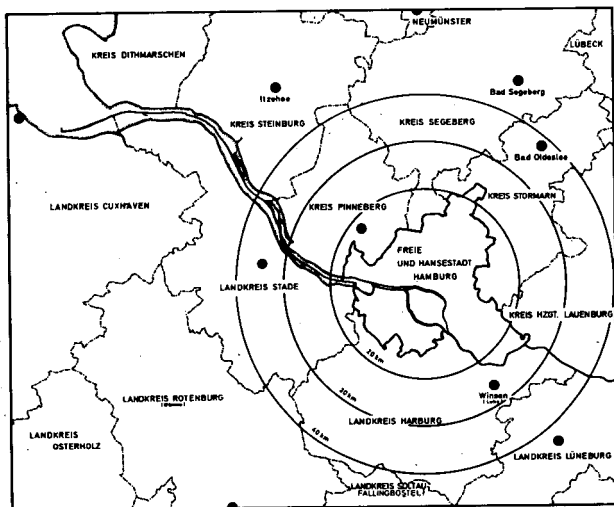 NEUMÜNSTER
KREIS DITHMARSCHEN
LÜBECK
Itzehoe
Bad Segeberg
KREIS STEINBURG
KREIS SEGEBERG
Bad Oldesloe
KREIS STORMARN
LANDKREIS CUXHAVEN
KREIS PINNEBERG
FREIE
UND HANSESTADT
HAMBURG
LANDKREIS STADE
KREIS HZGT. LAUENBURG
20 km
30 km
40 km
Winsen
(Luhe)
LANDKREIS ROTENBURG
(Wümme)
LANDKREIS HARBURG
LANDKREIS
OSTERHOLZ
LANDKREIS LÜNEBURG
LANDKREIS SOLTAU
FALLINGBOSTEL